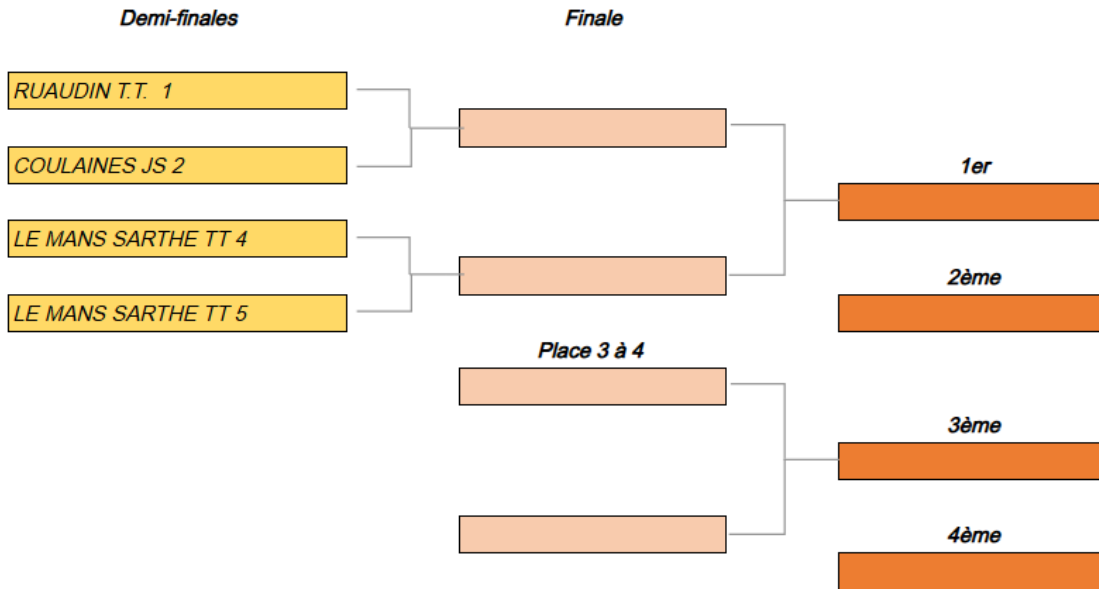 Demi-finales
Finale
RUAUDIN T.T. 1
COULAINES JS 2
1er
LE MANS SARTHE TT 4
2ème
LE MANS SARTHE TT 5
Place 3 à 4
3ème
4ème